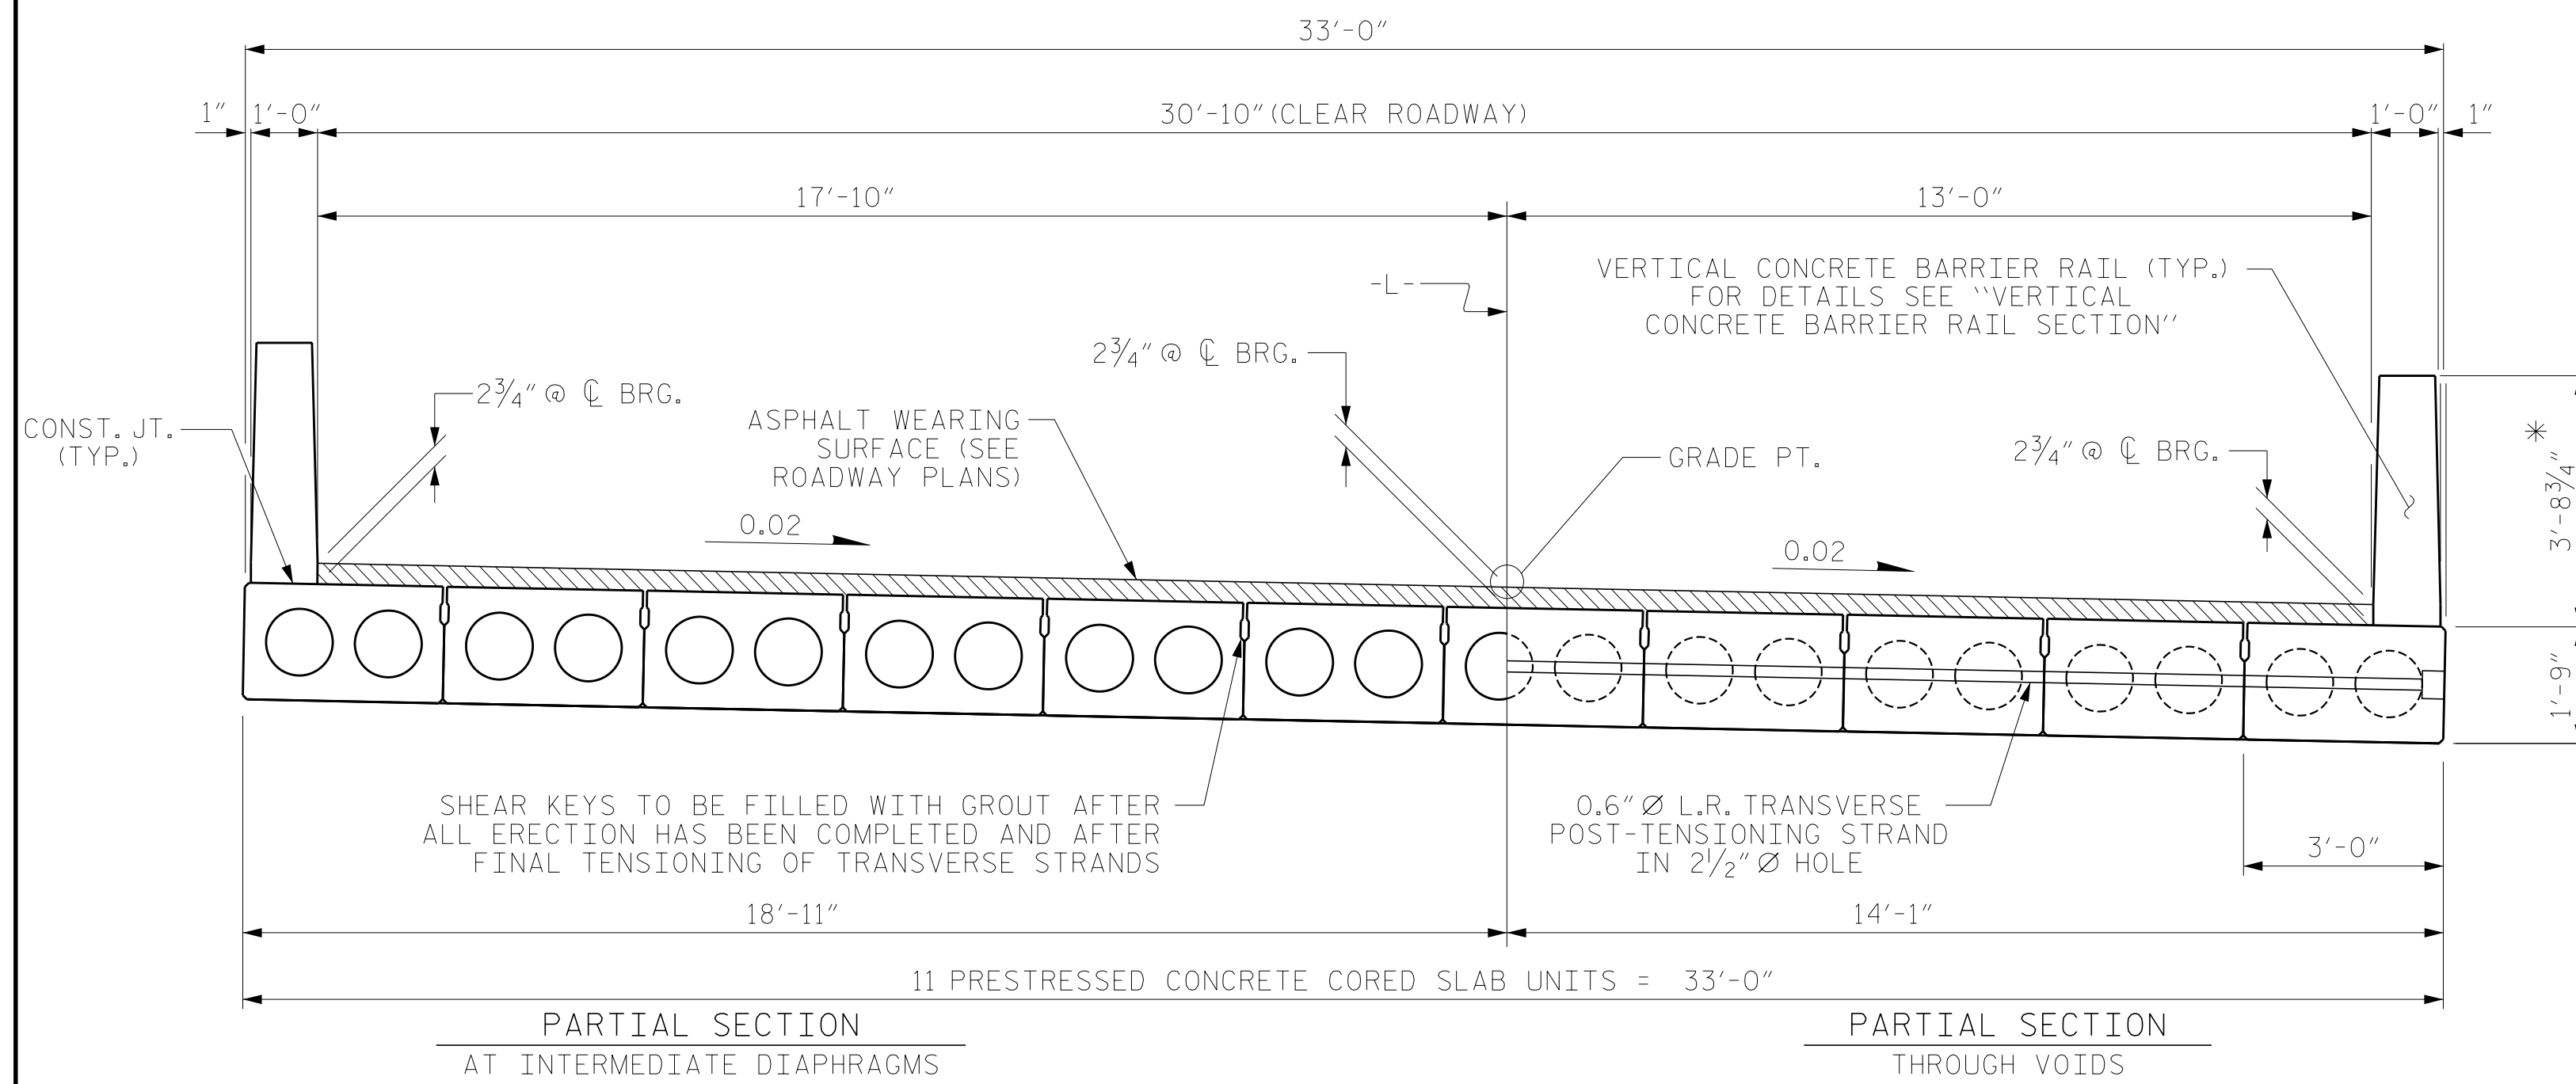 33'-0"
1"
1'-0"
30'-10"(CLEAR ROADWAY)
1'-0"
1"
17'-10"
13'-0"
-L-
VERTICAL CONCRETE BARRIER RAIL (TYP.)
FOR DETAILS SEE "VERTICAL
CONCRETE BARRIER RAIL SECTION"
2¾" @ ℄ BRG.
2¾" @ ℄ BRG.
ASPHALT WEARING
SURFACE (SEE
ROADWAY PLANS)
CONST. JT.
(TYP.)
GRADE PT.
2¾" @ ℄ BRG.
*
3'-8¾"
0.02
0.02
1'-9"
SHEAR KEYS TO BE FILLED WITH GROUT AFTER
ALL ERECTION HAS BEEN COMPLETED AND AFTER
FINAL TENSIONING OF TRANSVERSE STRANDS
0.6"Ø L.R. TRANSVERSE
POST-TENSIONING STRAND
IN 2½"Ø HOLE
3'-0"
18'-11"
14'-1"
11 PRESTRESSED CONCRETE CORED SLAB UNITS = 33'-0"
PARTIAL SECTION
AT INTERMEDIATE DIAPHRAGMS
PARTIAL SECTION
THROUGH VOIDS